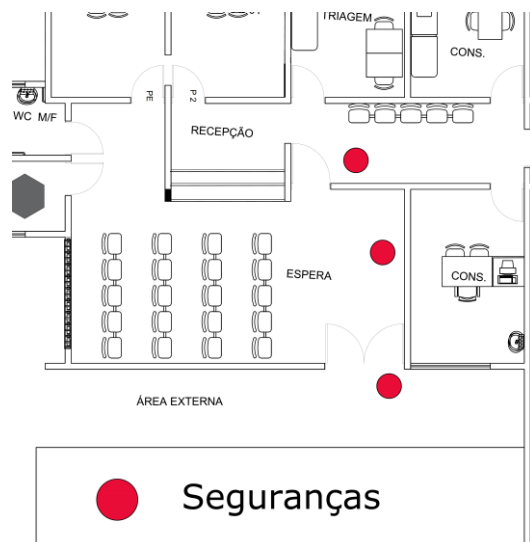 TRIAGEM
CONS.
PE
P 2
WC M/F
RECEPÇÃO
ESPERA
CONS.
ÁREA EXTERNA
Seguranças